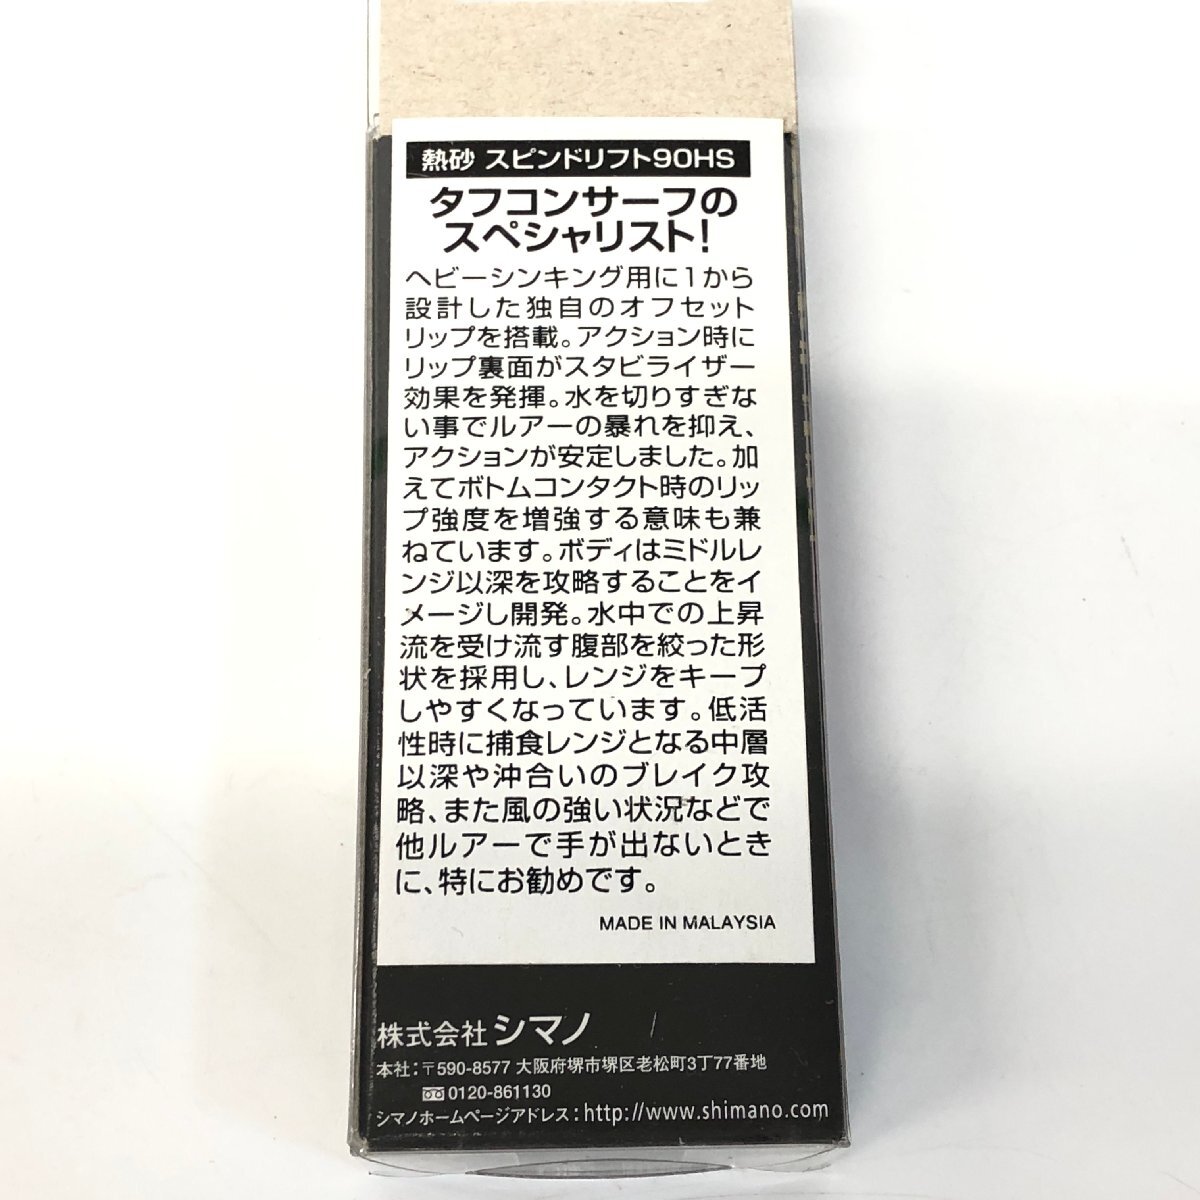 熱砂 スピンドリフト90HS
タフコンサーフの
スペシャリスト!
ヘビーシンキング用に1から
設計した独自のオフセット
リップを搭載。アクション時に
リップ裏面がスタビライザー
効果を発揮。水を切りすぎな
い事でルアーの暴れを抑え、
アクションが安定しました。加
えてボトムコンタクト時のリッ
プ強度を増強する意味も兼
ねています。ボディはミドルレ
ンジ以深を攻略することをイ
メージし開発。水中での上昇
流を受け流す腹部を絞った形
状を採用し、レンジをキープ
しやすくなっています。低活
性時に捕食レンジとなる中層
以深や沖合いのブレイク攻
略、また風の強い状況などで
他ルアーで手が出ないとき
に、特にお勧めです。
MADE IN MALAYSIA
株式会社シマノ
本社:〒590-8577 大阪府堺市堺区老松町3丁77番地
0120-861130
シマノホームページアドレス:http://www.shimano.com